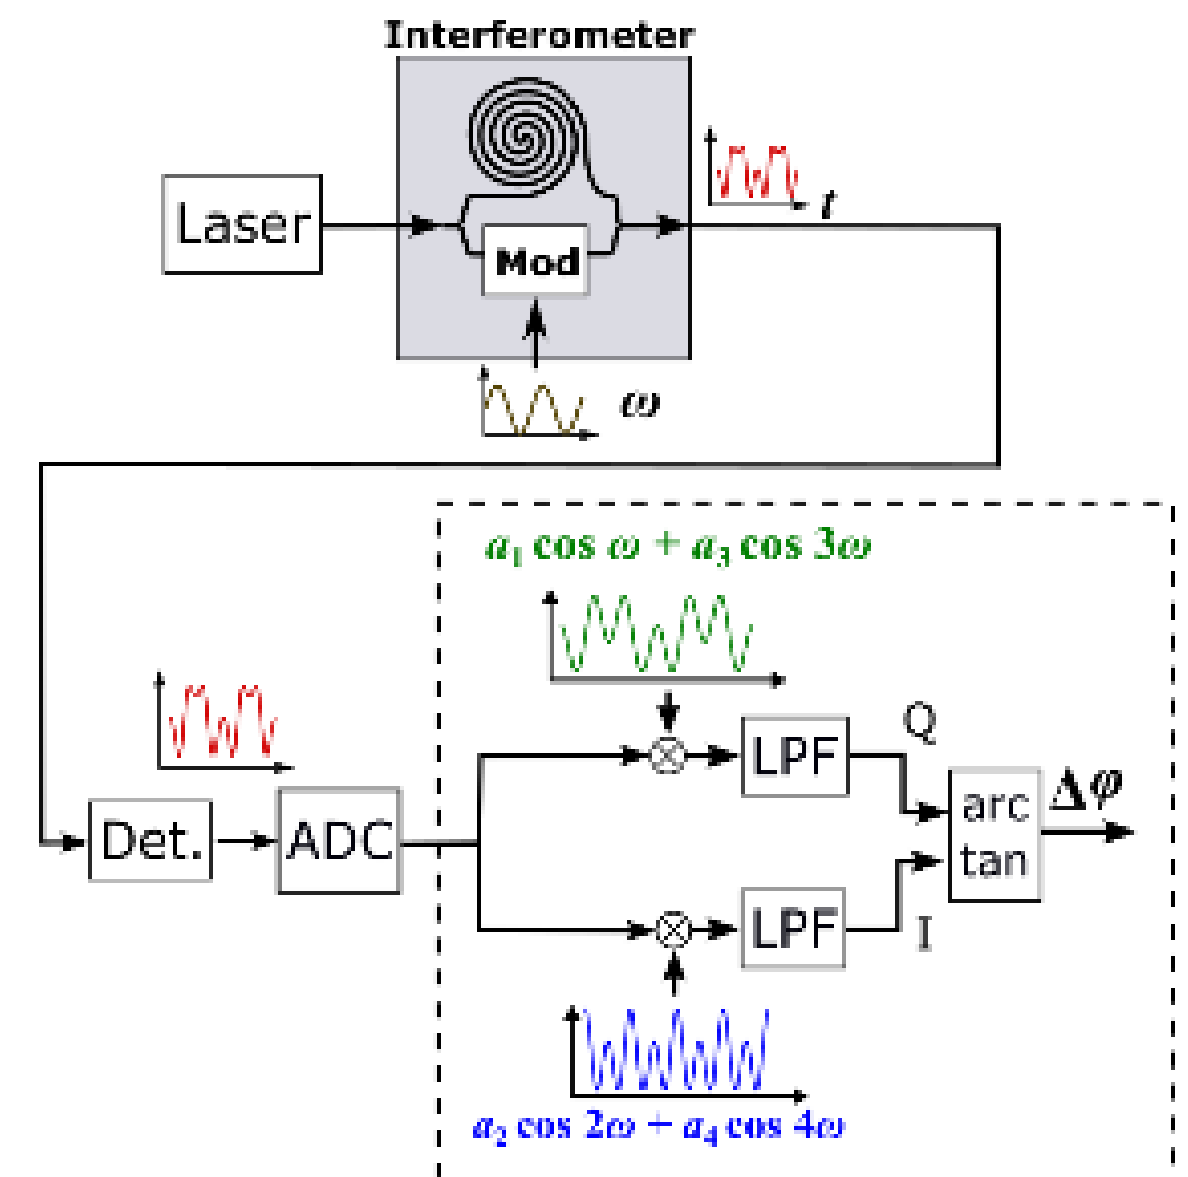 Interferometer
Laser
Mod
t
ω
a₁ cos ω + a₃ cos 3ω
Det.
ADC
LPF
Q
arc
tan
Δφ
LPF
I
a₂ cos 2ω + a₄ cos 4ω